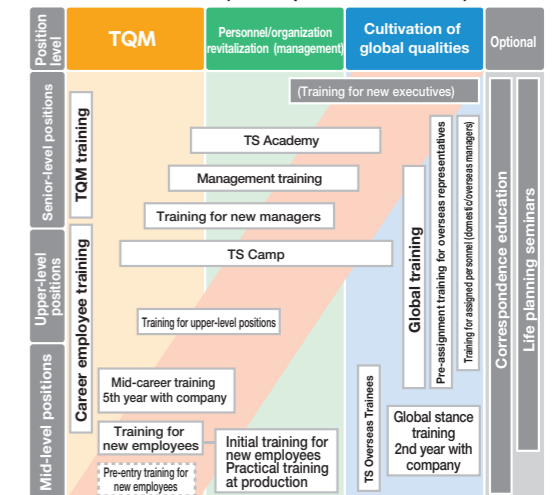 Position
level
TQM
Personnel/organization
revitalization (management)
Cultivation of
global qualities
Optional
Senior-level positions
Upper-level
positions
Mid-level positions
TQM training
Career employee training
(Training for new executives)
TS Academy
Management training
Training for new managers
TS Camp
Training for upper-level positions
Mid-career training
5th year with company
Training for
new employees
Pre-entry training for
new employees
Initial training for
new employees
Practical training
at production
TS Overseas Trainees
Global stance
training
2nd year with
company
Global training
Pre-assignment training for overseas representatives
Training for assigned personnel (domestic/overseas managers)
Correspondence education
Life planning seminars